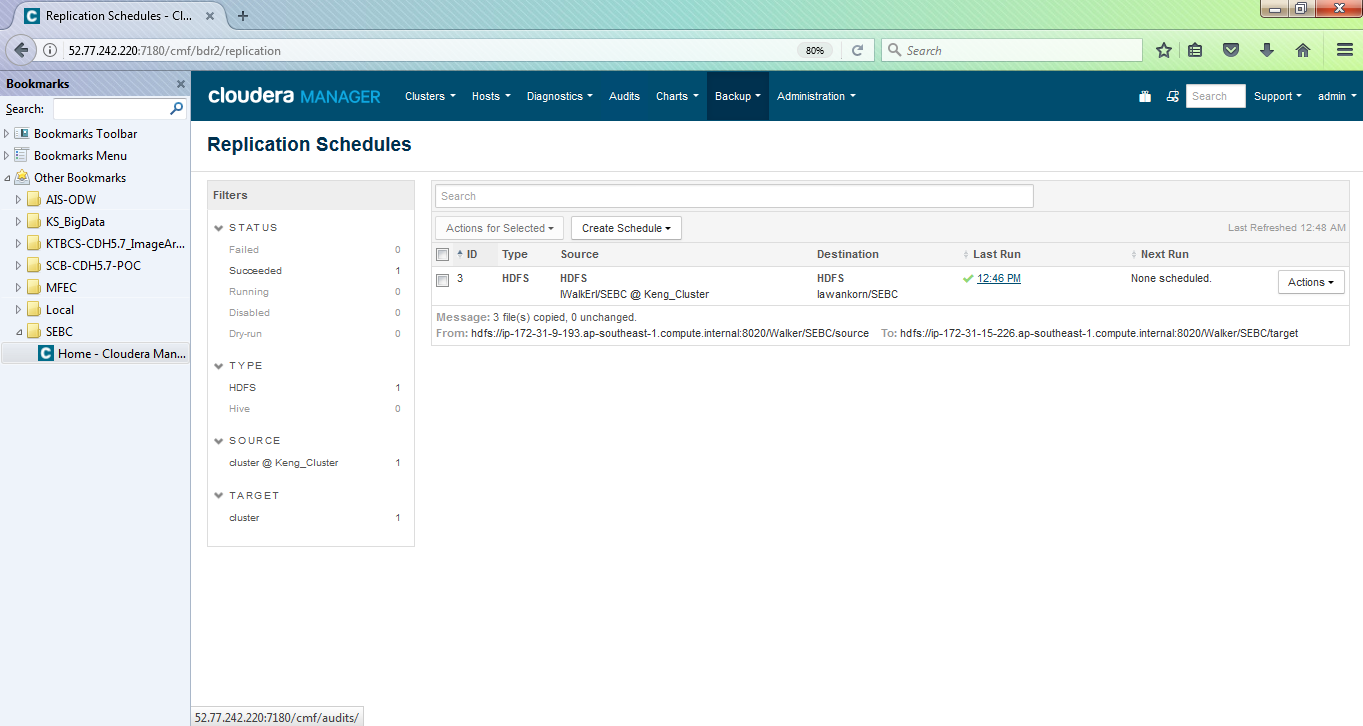 Replication Schedules - Cl...
52.77.242.220:7180/cmf/bdr2/replication
80%
Search
Bookmarks
Search:
Bookmarks Toolbar
Bookmarks Menu
Other Bookmarks
AIS-ODW
KS_BigData
KTBCS-CDH5.7_ImageAr...
SCB-CDH5.7-POC
MFEC
Local
SEBC
Home - Cloudera Man...
cloudera MANAGER
Clusters
Hosts
Diagnostics
Audits
Charts
Backup
Administration
Search
Support
admin
Replication Schedules
Filters
STATUS
Failed 0
Succeeded 1
Running 0
Disabled 0
Dry-run 0
TYPE
HDFS 1
Hive 0
SOURCE
cluster @ Keng_Cluster 1
TARGET
cluster 1
Search
Actions for Selected
Create Schedule
Last Refreshed 12:48 AM
ID Type Source Destination Last Run Next Run
3 HDFS HDFS HDFS 12:46 PM None scheduled. Actions
lWalkErl/SEBC @ Keng_Cluster lawankorn/SEBC
Message: 3 file(s) copied, 0 unchanged.
From: hdfs://ip-172-31-9-193.ap-southeast-1.compute.internal:8020/Walker/SEBC/source To: hdfs://ip-172-31-15-226.ap-southeast-1.compute.internal:8020/Walker/SEBC/target
52.77.242.220:7180/cmf/audits/